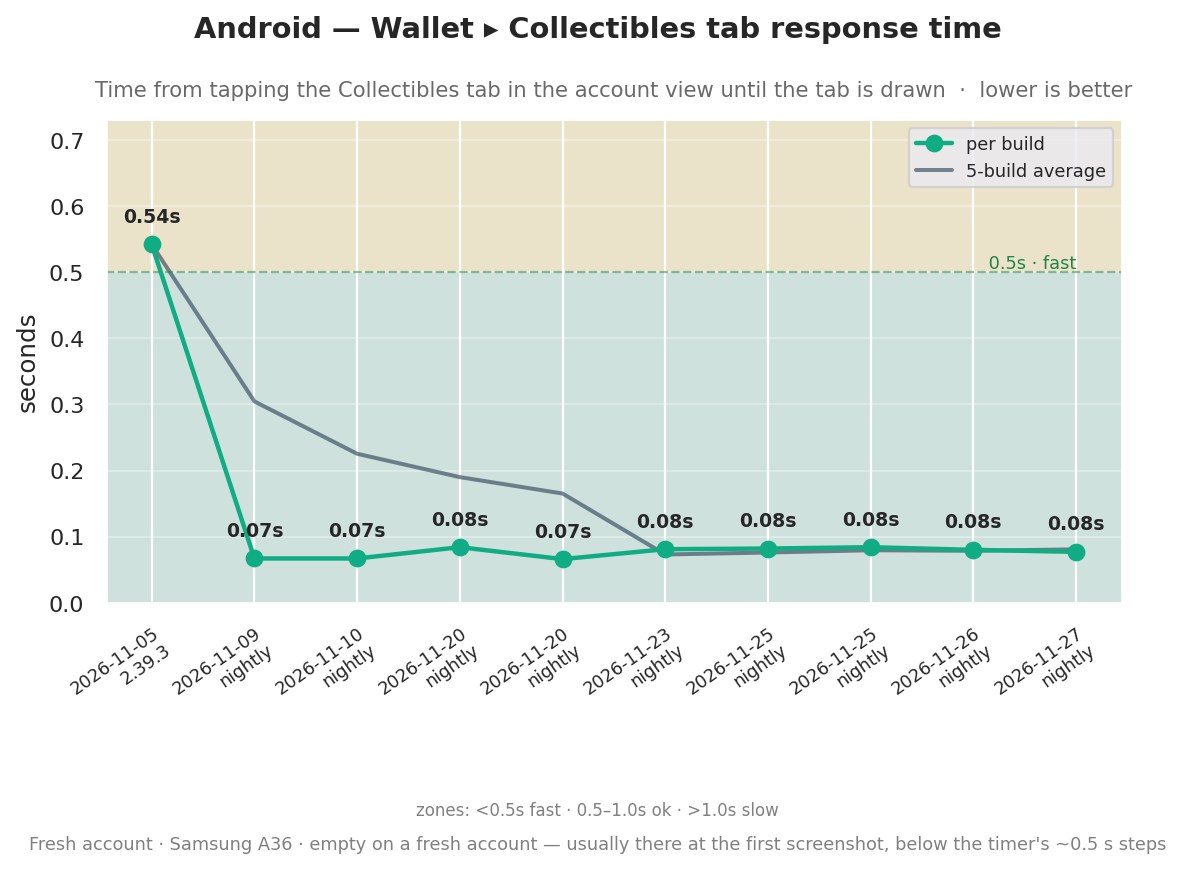 Android — Wallet ▸ Collectibles tab response time
Time from tapping the Collectibles tab in the account view until the tab is drawn · lower is better
seconds
0.7
0.6
0.5
0.4
0.3
0.2
0.1
0.0
per build
5-build average
0.5s · fast
0.54s
0.07s
0.07s
0.08s
0.07s
0.08s
0.08s
0.08s
0.08s
0.08s
2026-11-05
2.39.3
2026-11-09
nightly
2026-11-10
nightly
2026-11-20
nightly
2026-11-20
nightly
2026-11-23
nightly
2026-11-25
nightly
2026-11-25
nightly
2026-11-26
nightly
2026-11-27
nightly
zones: <0.5s fast · 0.5–1.0s ok · >1.0s slow
Fresh account · Samsung A36 · empty on a fresh account — usually there at the first screenshot, below the timer's ~0.5 s steps